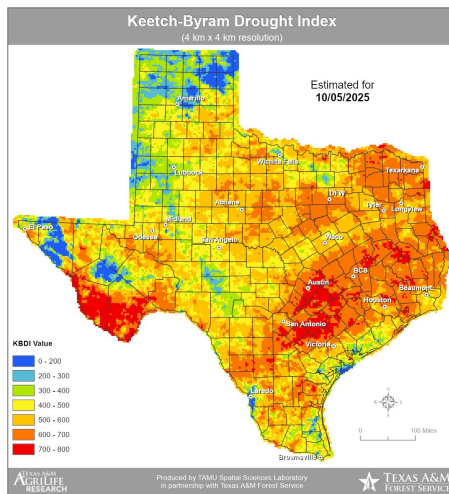 Keetch-Byram Drought Index
(4 km x 4 km resolution)
Estimated for
10/05/2025
Amarillo
Lubbock
Wichita Falls
Texarkana
DFW
Abilene
Tyler
Longview
El Paso
Midland
Odessa
San Angelo
Waco
BCS
Austin
Beaumont
Houston
San Antonio
Victoria
Laredo
Brownsville
KBDI Value
0 - 200
200 - 300
300 - 400
400 - 500
500 - 600
600 - 700
700 - 800
N
W
E
S
0
100 Miles
TEXAS A&M
AGRILIFE
RESEARCH
Produced by TAMU Spatial Sciences Laboratory
in partnership with Texas A&M Forest Service
TEXAS A&M
FOREST SERVICE